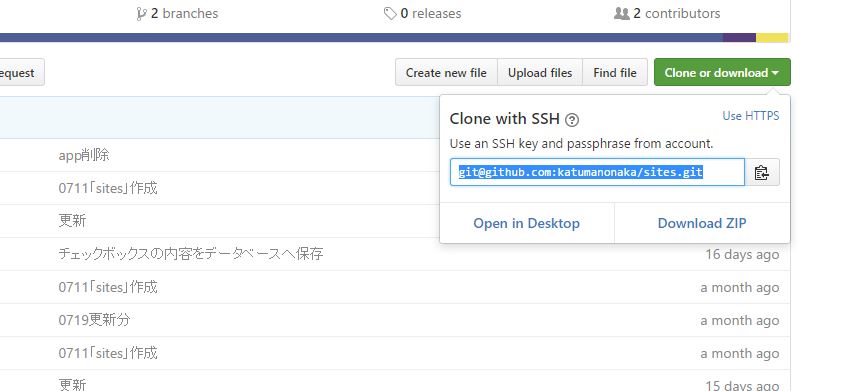 2 branches
0 releases
2 contributors
equest
Create new file
Upload files
Find file
Clone or download
Clone with SSH
Use HTTPS
Use an SSH key and passphrase from account.
git@github.com:katumanonaka/sites.git
Open in Desktop
Download ZIP
app削除
0711「sites」作成
更新
チェックボックスの内容をデータベースへ保存
16 days ago
0711「sites」作成
a month ago
0719更新分
a month ago
0711「sites」作成
a month ago
更新
15 days ago